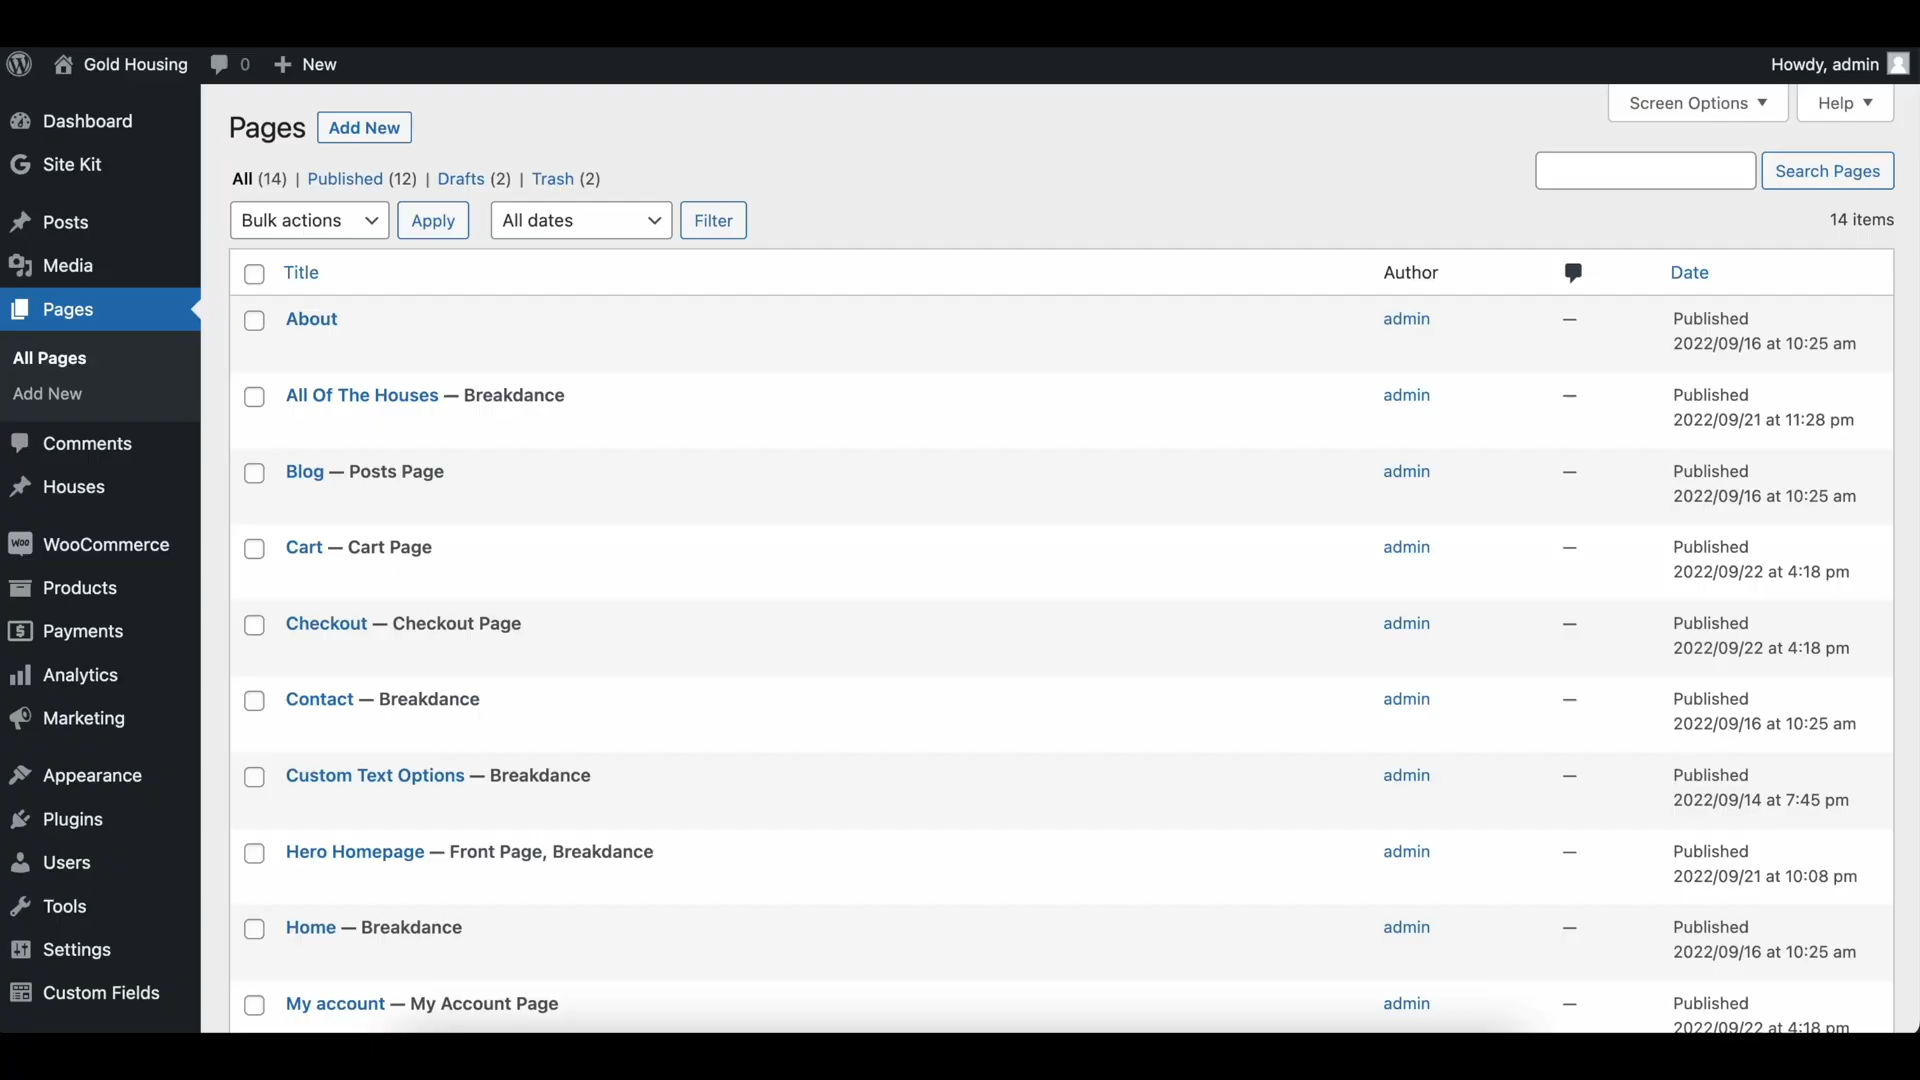 Gold Housing 0 New Howdy, admin
Screen Options Help
Dashboard
Site Kit
Posts
Media
Pages
All Pages
Add New
Comments
Houses
WooCommerce
Products
Payments
Analytics
Marketing
Appearance
Plugins
Users
Tools
Settings
Custom Fields
Pages Add New
All (14) | Published (12) | Drafts (2) | Trash (2)
Search Pages
Bulk actions Apply All dates Filter 14 items
Title Author Date
About admin — Published
2022/09/16 at 10:25 am
All Of The Houses — Breakdance admin — Published
2022/09/21 at 11:28 pm
Blog — Posts Page admin — Published
2022/09/16 at 10:25 am
Cart — Cart Page admin — Published
2022/09/22 at 4:18 pm
Checkout — Checkout Page admin — Published
2022/09/22 at 4:18 pm
Contact — Breakdance admin — Published
2022/09/16 at 10:25 am
Custom Text Options — Breakdance admin — Published
2022/09/14 at 7:45 pm
Hero Homepage — Front Page, Breakdance admin — Published
2022/09/21 at 10:08 pm
Home — Breakdance admin — Published
2022/09/16 at 10:25 am
My account — My Account Page admin — Published
2022/09/22 at 4:18 pm